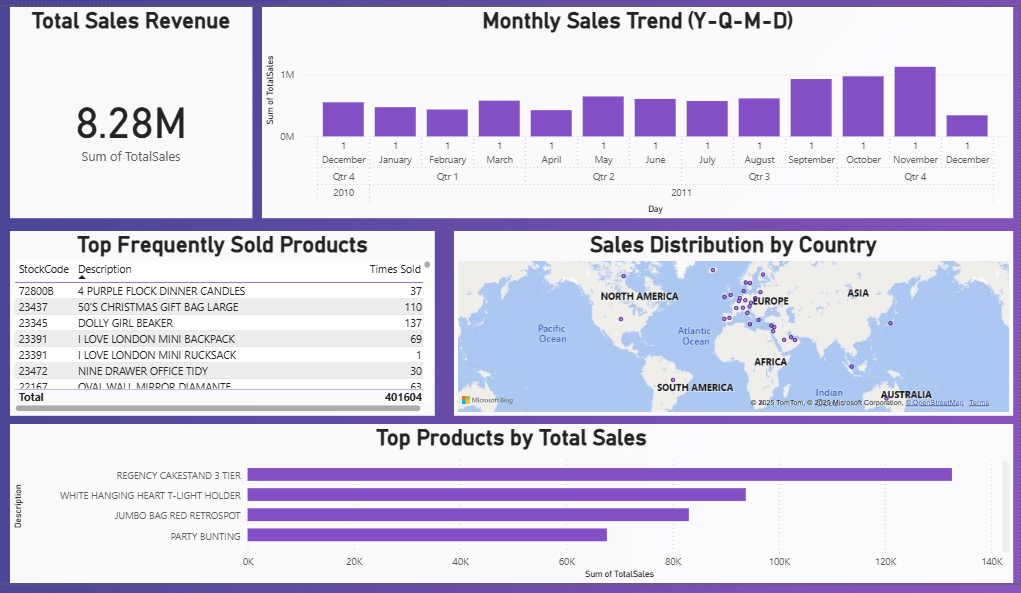 Total Sales Revenue
8.28M
Sum of TotalSales
Monthly Sales Trend (Y-Q-M-D)
Sum of TotalSales
1M
0M
1 1 1 1 1 1 1 1 1 1 1 1 1
December January February March April May June July August September October November December
Qtr 4 Qtr 1 Qtr 2 Qtr 3 Qtr 4
2010 2011
Day
Top Frequently Sold Products
StockCode Description Times Sold
72800B 4 PURPLE FLOCK DINNER CANDLES 37
23437 50'S CHRISTMAS GIFT BAG LARGE 110
23345 DOLLY GIRL BEAKER 137
23391 I LOVE LONDON MINI BACKPACK 69
23391 I LOVE LONDON MINI RUCKSACK 1
23472 NINE DRAWER OFFICE TIDY 30
22167 OVAL WALL MIRROR DIAMANTE 63
Total 401604
Sales Distribution by Country
NORTH AMERICA
EUROPE
ASIA
Pacific
Ocean
Atlantic
Ocean
AFRICA
SOUTH AMERICA
Indian
AUSTRALIA
Microsoft Bing
© 2025 TomTom, © 2025 Microsoft Corporation, © OpenStreetMap Terms
Top Products by Total Sales
Description
REGENCY CAKESTAND 3 TIER
WHITE HANGING HEART T-LIGHT HOLDER
JUMBO BAG RED RETROSPOT
PARTY BUNTING
0K 20K 40K 60K 80K 100K 120K 140K
Sum of TotalSales